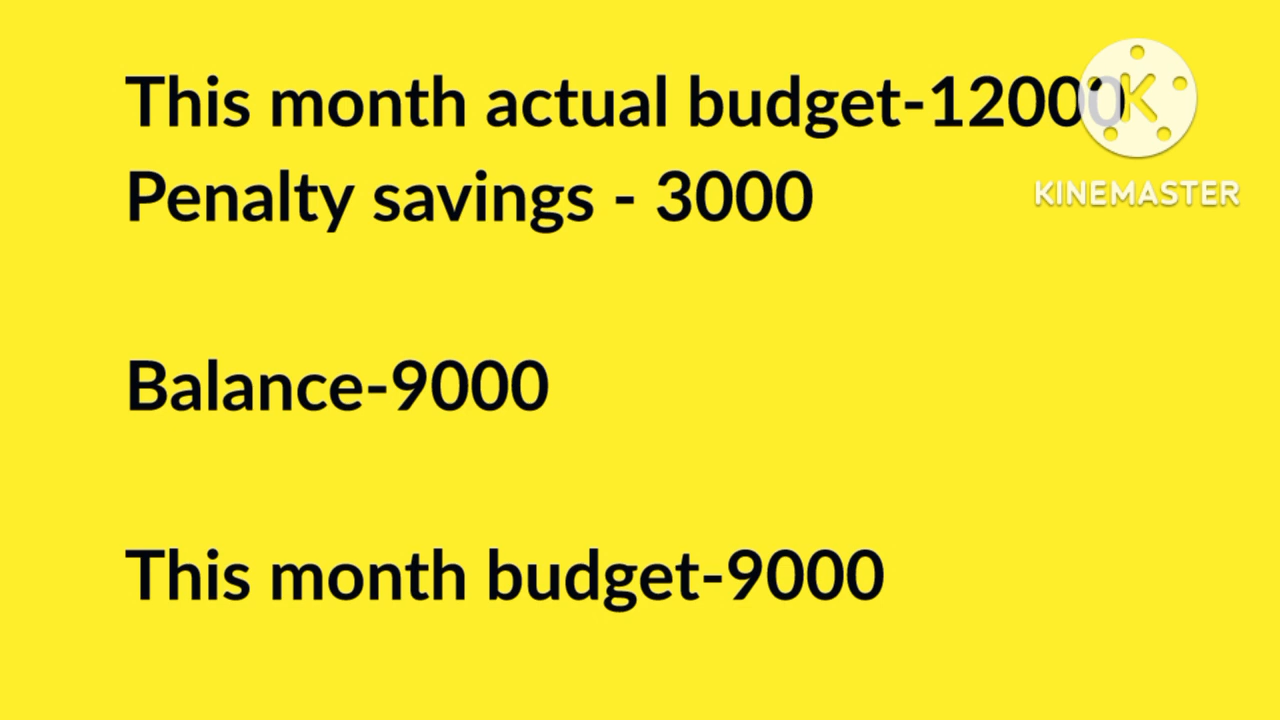 This month actual budget-12000
Penalty savings - 3000
Balance-9000
This month budget-9000
KINEMASTER